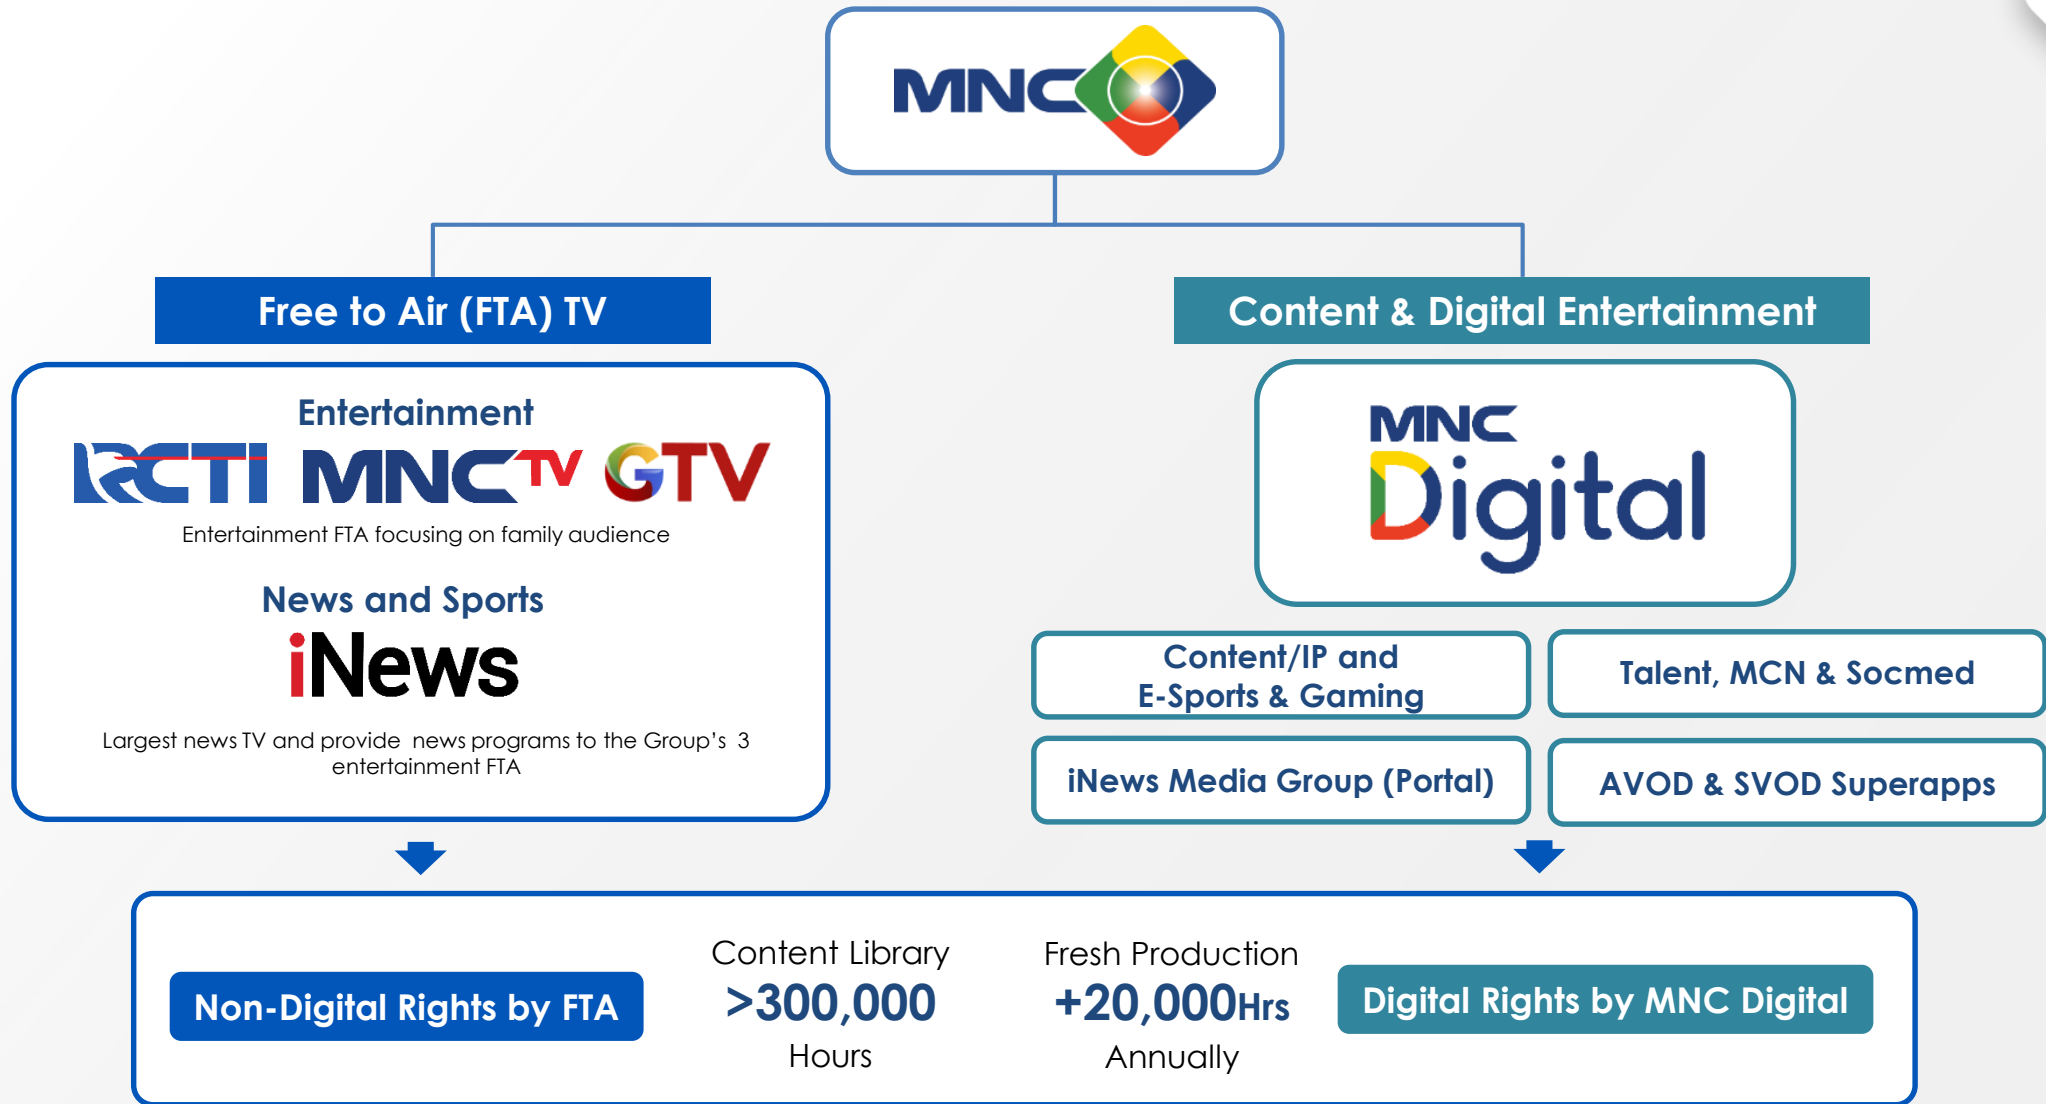 MNC
Free to Air (FTA) TV
Entertainment
RCTI MNCTV GTV
Entertainment FTA focusing on family audience
News and Sports
iNews
Largest news TV and provide news programs to the Group's 3
entertainment FTA
Content & Digital Entertainment
MNC
Digital
Content/IP and
E-Sports & Gaming
Talent, MCN & Socmed
iNews Media Group (Portal)
AVOD & SVOD Superapps
Non-Digital Rights by FTA
Content Library
>300,000
Hours
Fresh Production
+20,000Hrs
Annually
Digital Rights by MNC Digital